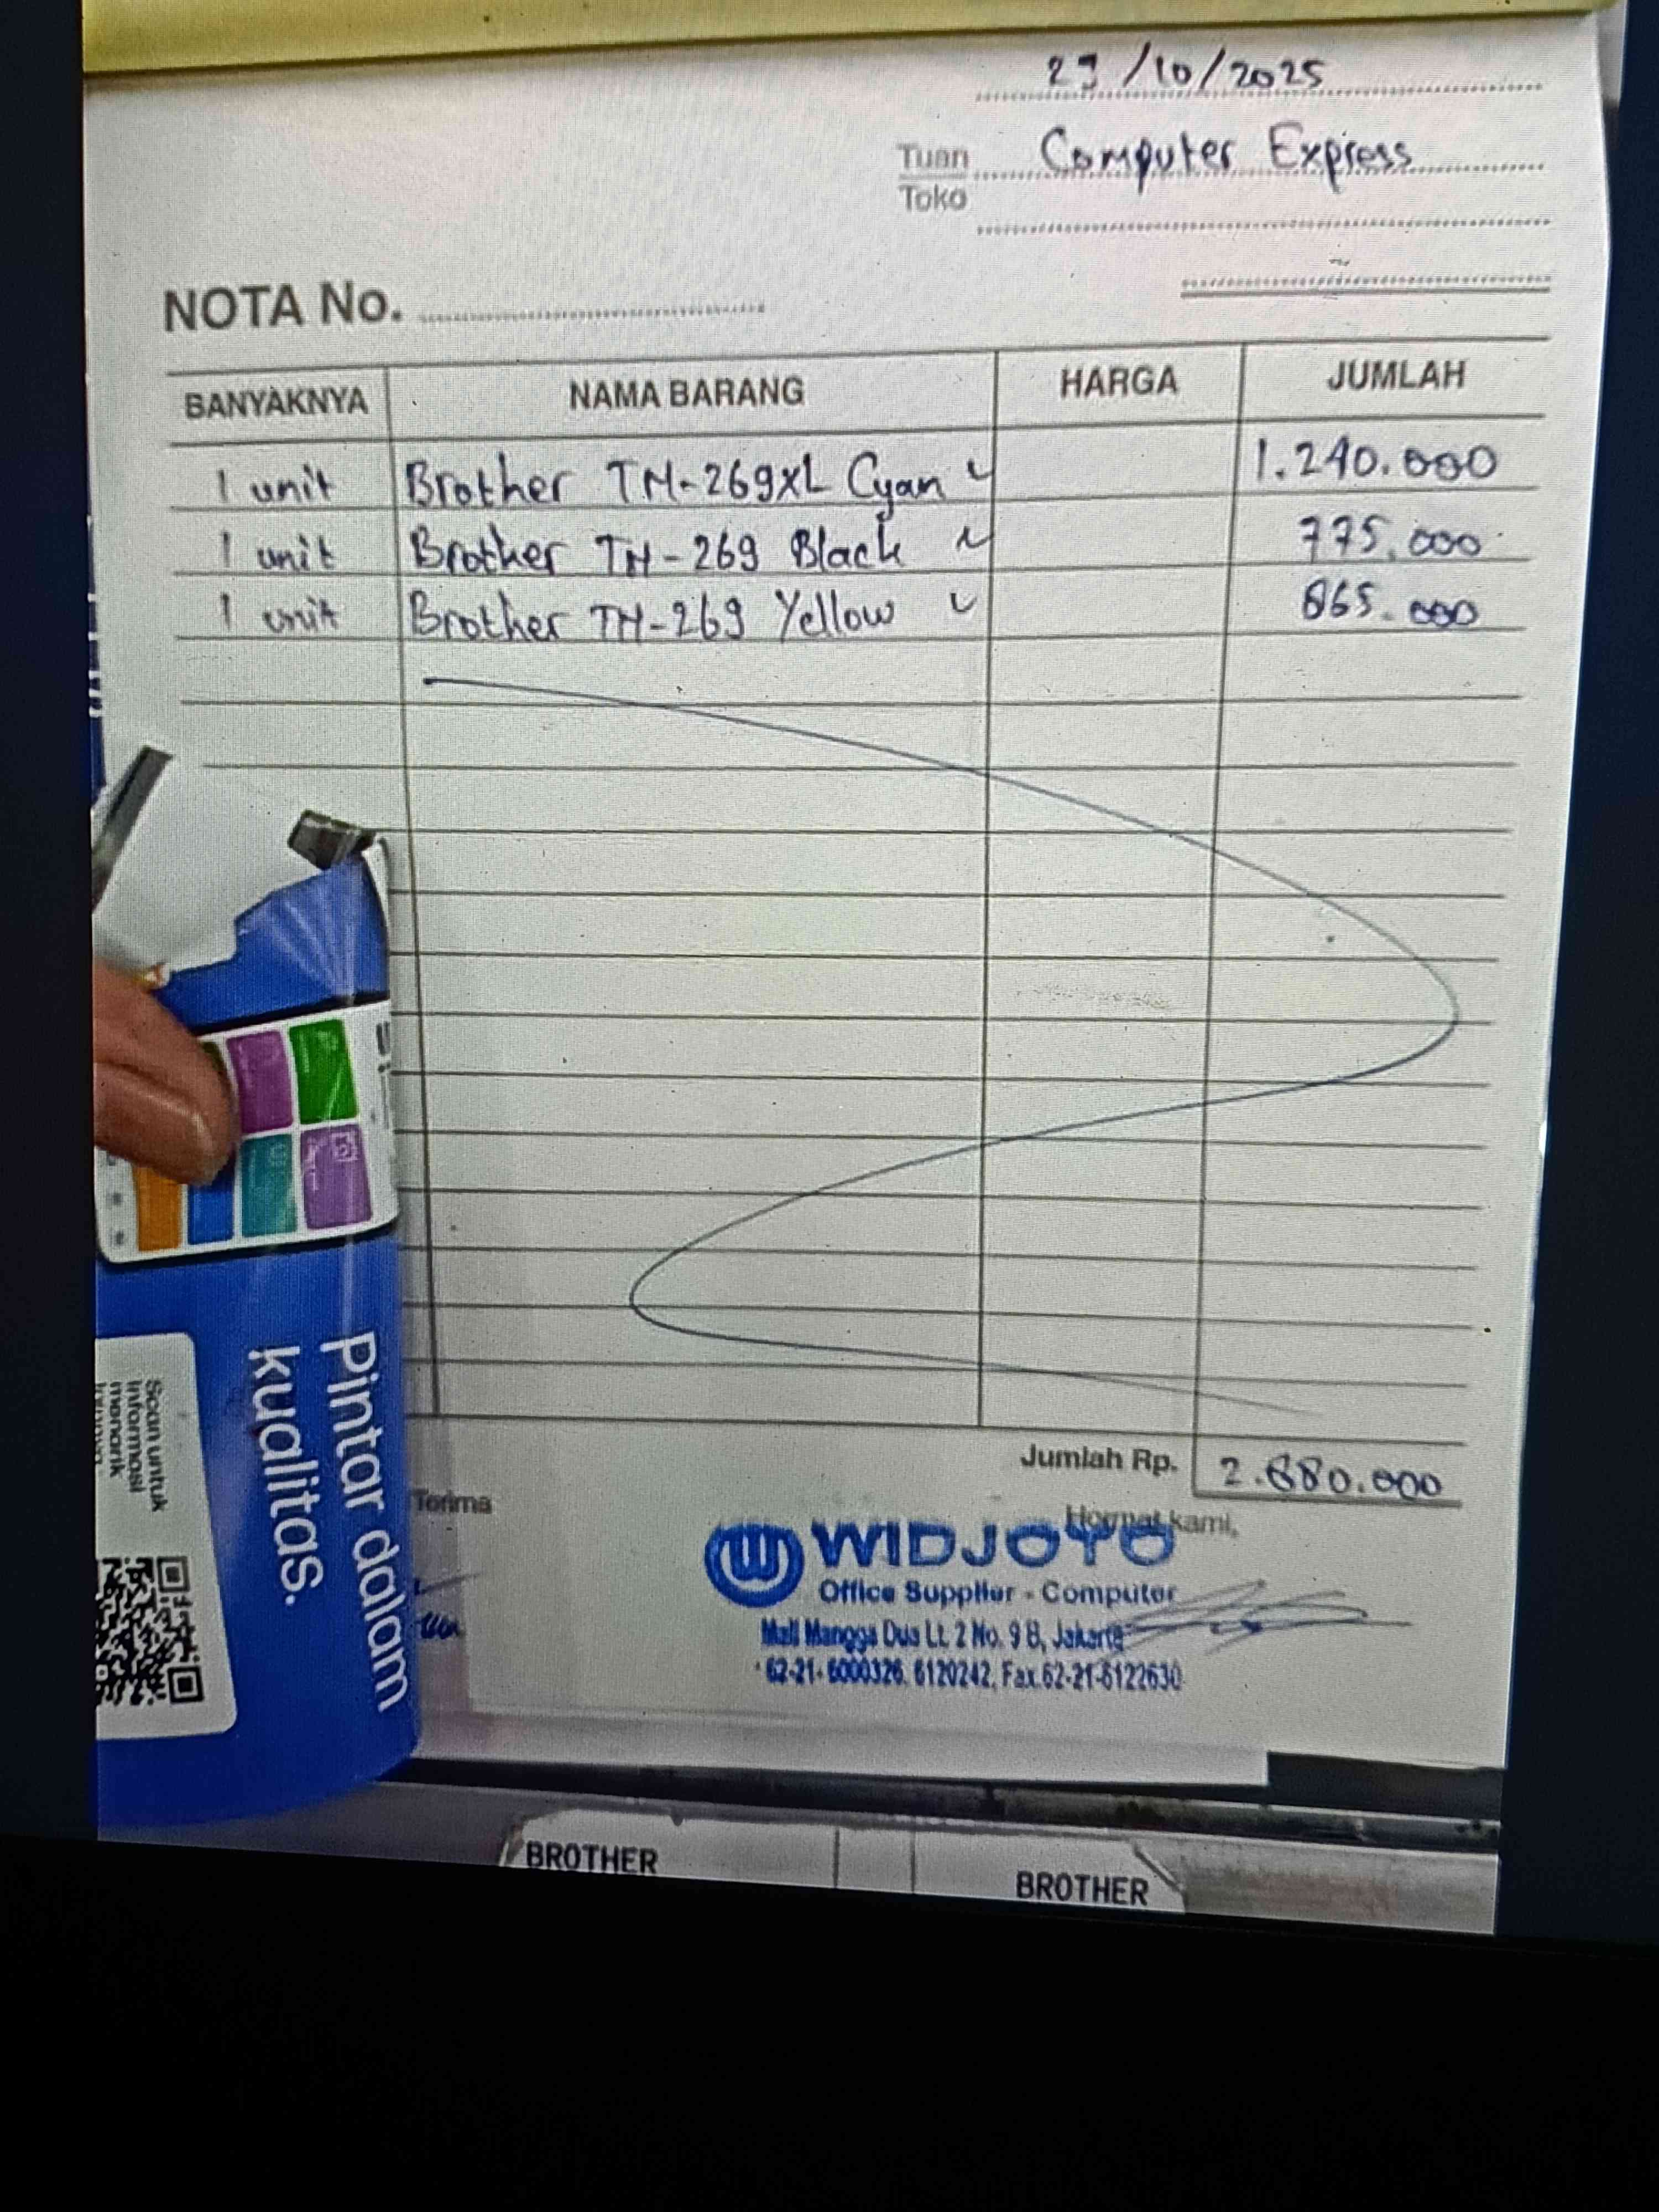 23/10/2025
Tuan Computer Express
Toko
NOTA No.
BANYAKNYA NAMA BARANG HARGA JUMLAH
1 unit Brother TN-269XL Cyan 1.240.000
1 unit Brother TN-269 Black 775.000
1 unit Brother TN-269 Yellow 865.000
Jumlah Rp. 2.880.000
Terima Hormat kami,
WIDJOYO
Office Supplier - Computer
Mall Mangga Dua Lt. 2 No. 9 B, Jakarta
62-21- 6000326, 6120242, Fax.62-21-6122630
Pintar dalam
kualitas.
Scan untuk
informasi
menarik
BROTHER BROTHER